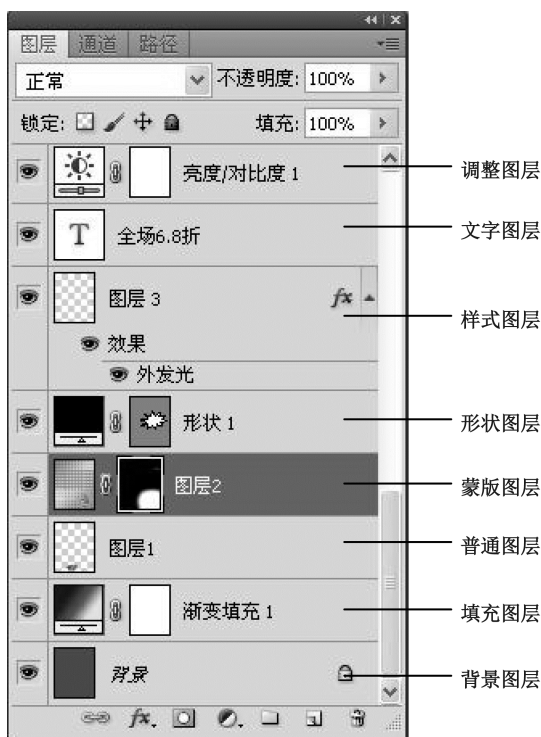 图层 通道 路径
正常 不透明度: 100%
锁定: 填充: 100%
亮度/对比度 1 调整图层
T 全场6.8折 文字图层
图层 3 fx 样式图层
效果
外发光
形状 1 形状图层
图层2 蒙版图层
图层1 普通图层
渐变填充 1 填充图层
背景 背景图层
fx.